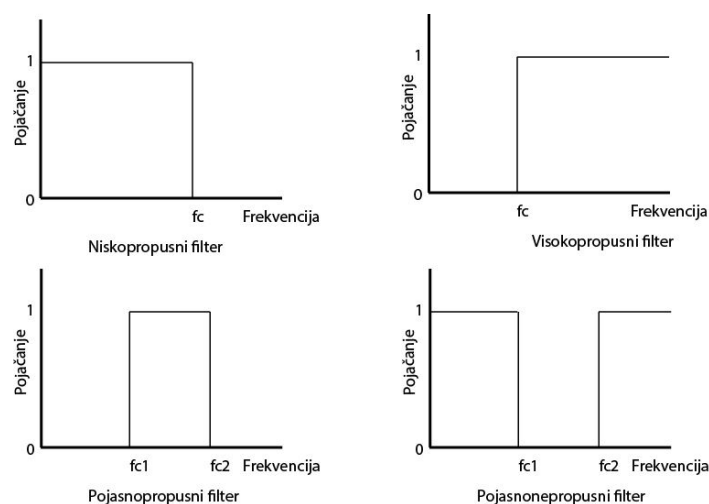 1
Pojačanje
0
fc Frekvencija
Niskopropusni filter
1
Pojačanje
0
fc Frekvencija
Visokopropusni filter
1
Pojačanje
0
fc1 fc2 Frekvencija
Pojasnopropusni filter
1
Pojačanje
0
fc1 fc2 Frekvencija
Pojasnonepropusni filter